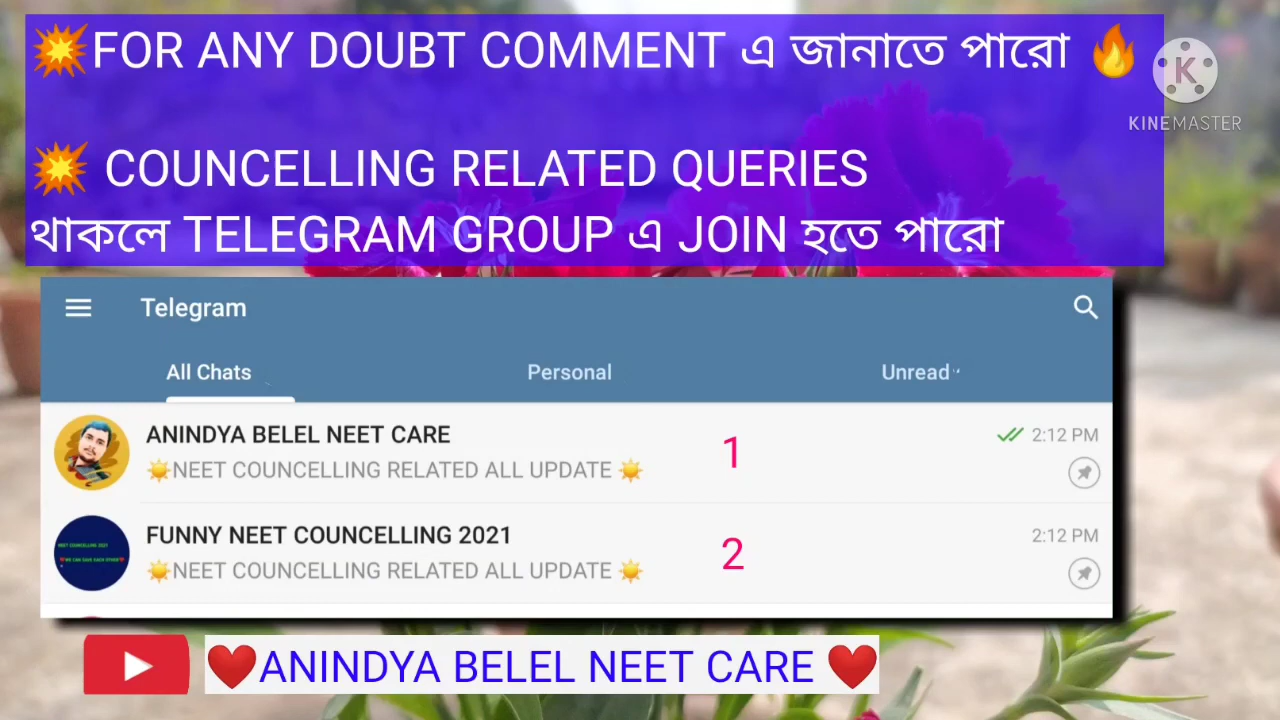 💥FOR ANY DOUBT COMMENT এ জানাতে পারো 🔥
K
KINEMASTER
💥 COUNCELLING RELATED QUERIES
থাকলে TELEGRAM GROUP এ JOIN হতে পারো
Telegram
All Chats Personal Unread
ANINDYA BELEL NEET CARE 1 2:12 PM
☀️NEET COUNCELLING RELATED ALL UPDATE ☀️
FUNNY NEET COUNCELLING 2021 2 2:12 PM
☀️NEET COUNCELLING RELATED ALL UPDATE ☀️
❤️ANINDYA BELEL NEET CARE ❤️